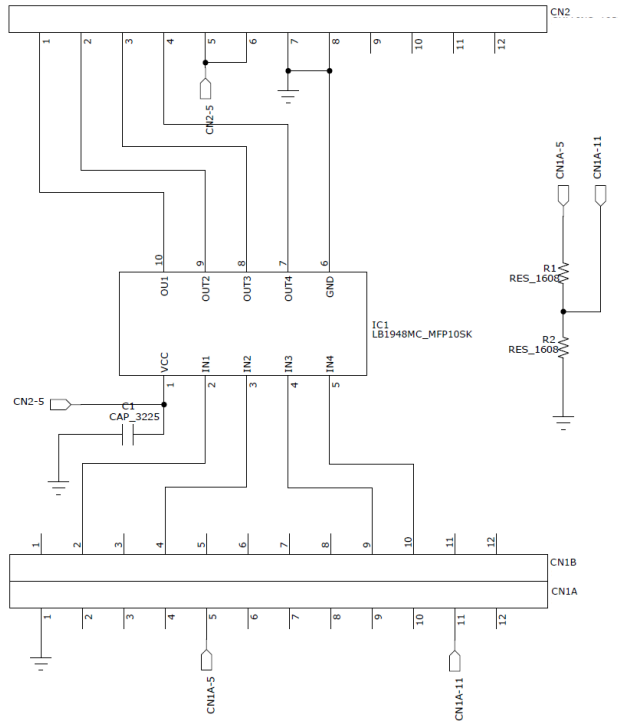 CN2
1 2 3 4 5 6 7 8 9 10 11 12
CN2-5
CN1A-5
CN1A-11
R1
RES_1608
R2
RES_1608
10 9 8 7 6
OU1 OUT2 OUT3 OUT4 GND
IC1
LB1948MC_MFP10SK
VCC IN1 IN2 IN3 IN4
1 2 3 4 5
CN2-5
C1
CAP_3225
1 2 3 4 5 6 7 8 9 10 11 12
CN1B
CN1A
1 2 3 4 5 6 7 8 9 10 11 12
CN1A-5
CN1A-11